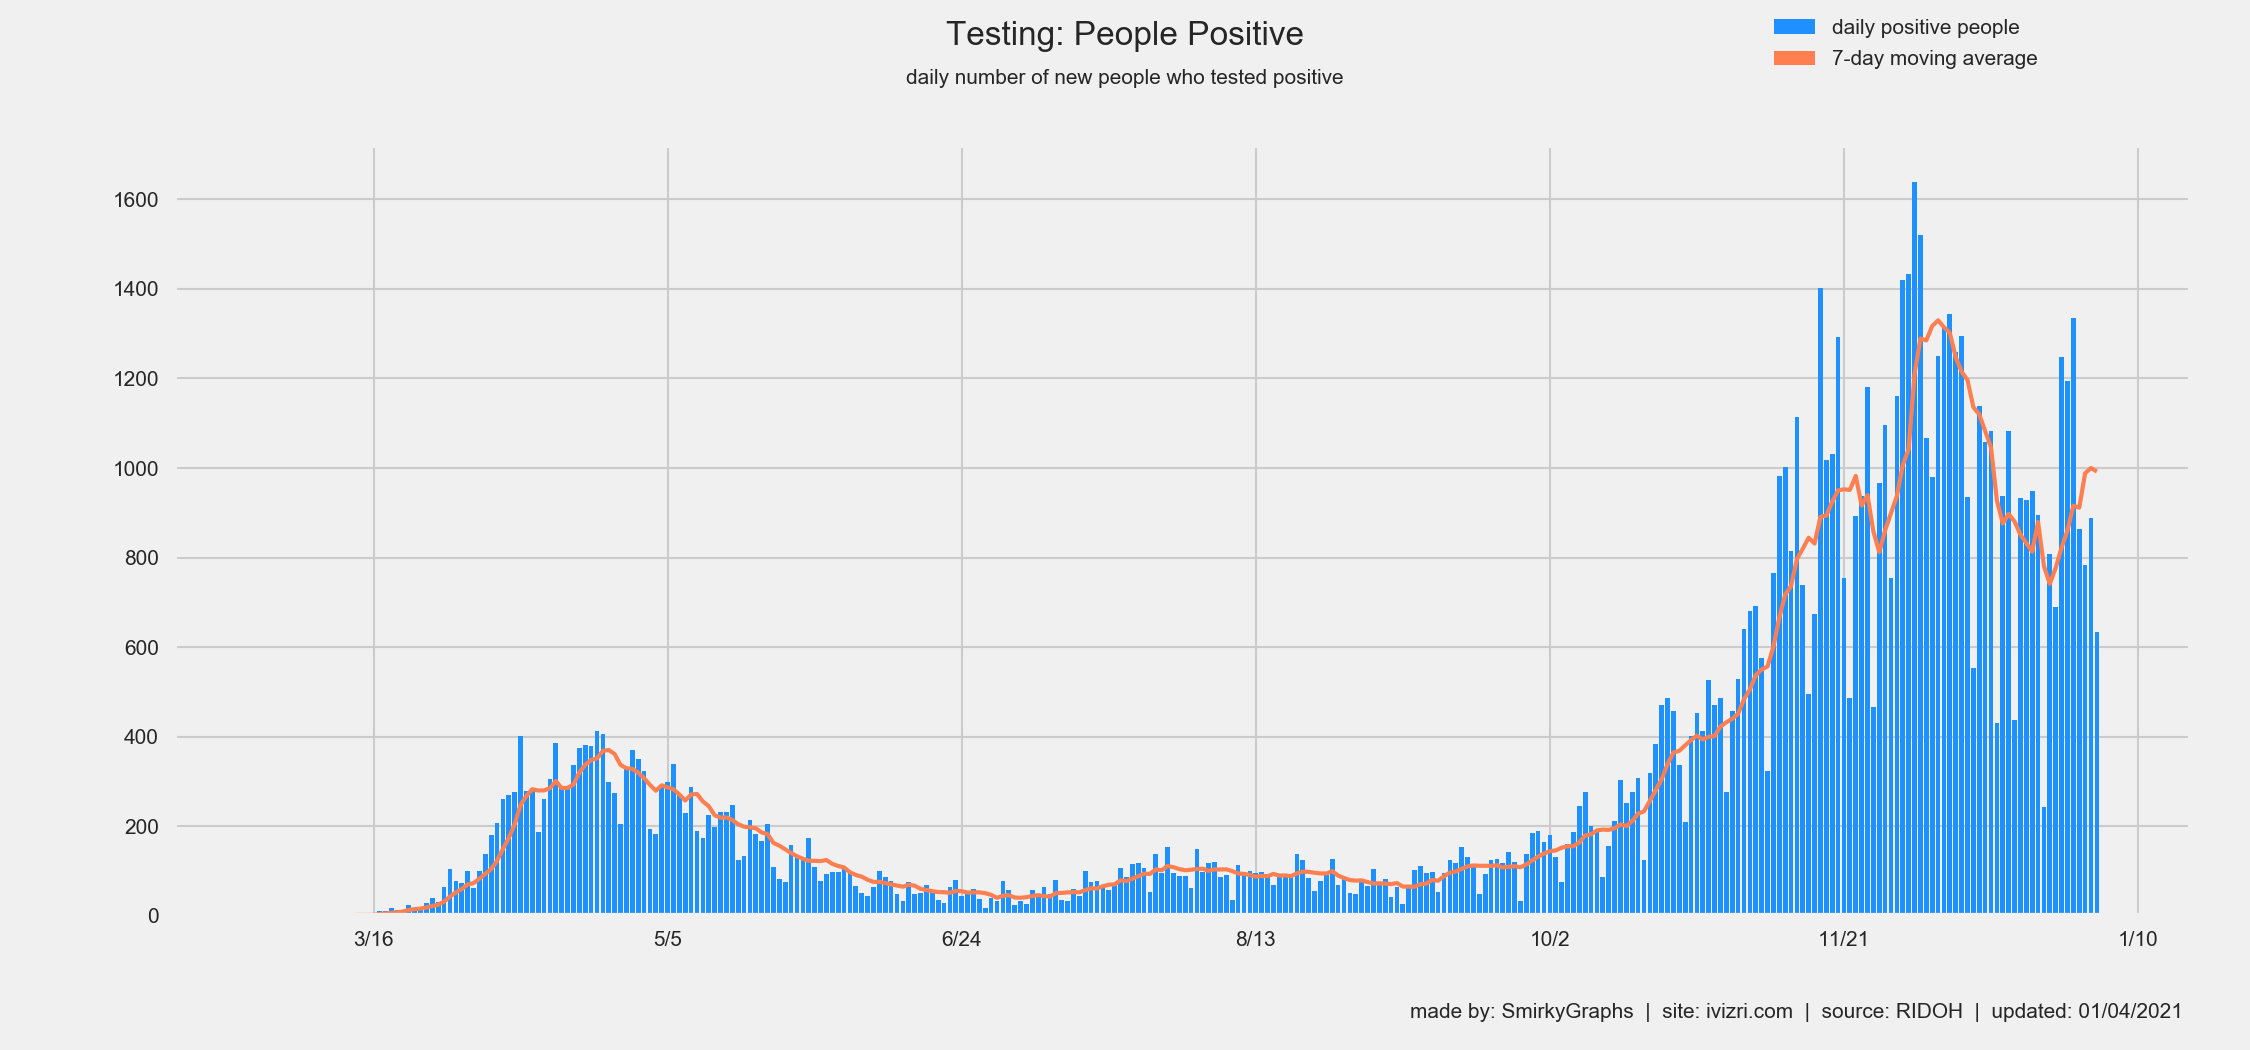 Testing: People Positive
daily number of new people who tested positive
daily positive people
7-day moving average
1600
1400
1200
1000
800
600
400
200
0
3/16 5/5 6/24 8/13 10/2 11/21 1/10
made by: SmirkyGraphs | site: ivizri.com | source: RIDOH | updated: 01/04/2021